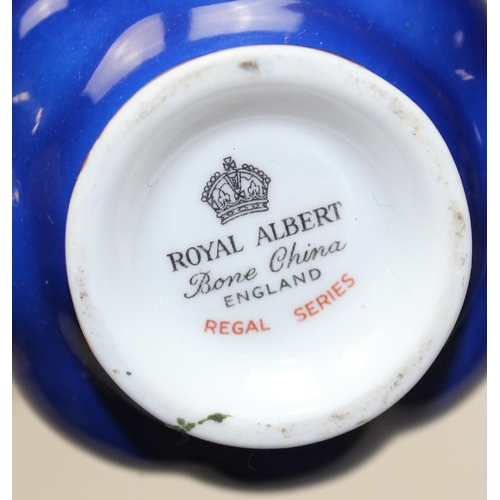 ROYAL ALBERT
Bone China
ENGLAND
REGAL SERIES